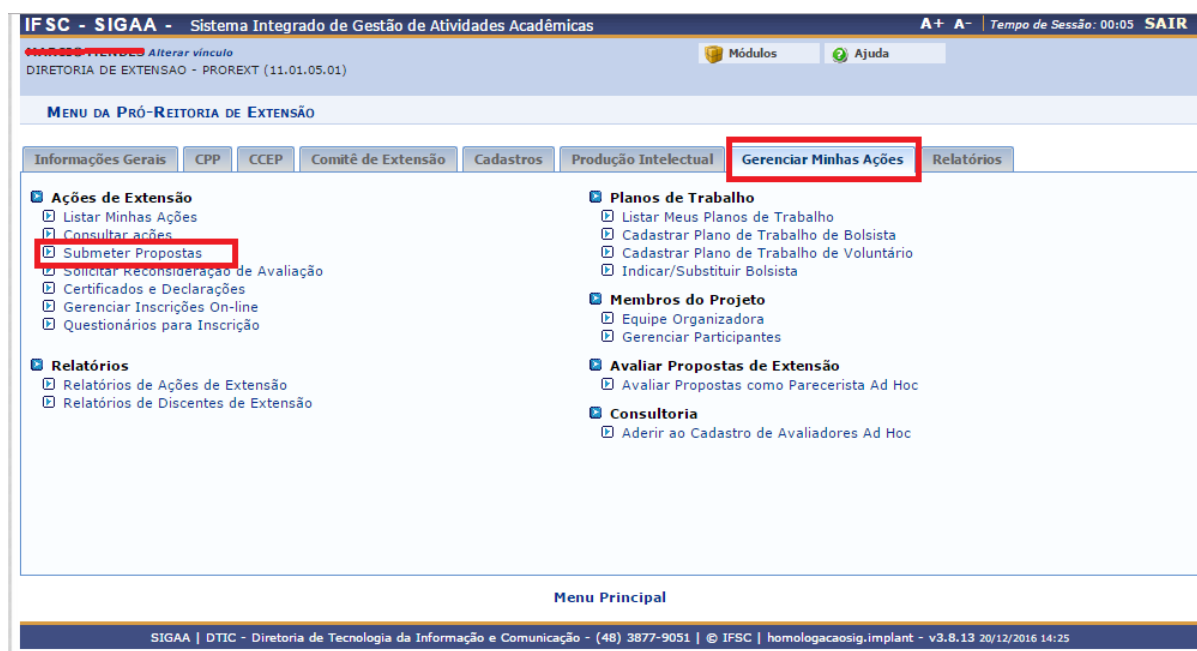 IFSC - SIGAA - Sistema Integrado de Gestão de Atividades Acadêmicas A+ A- | Tempo de Sessão: 00:05 SAIR
Alterar vínculo Módulos Ajuda
DIRETORIA DE EXTENSAO - PROREXT (11.01.05.01)
Menu da Pró-Reitoria de Extensão
Informações Gerais CPP CCEP Comitê de Extensão Cadastros Produção Intelectual Gerenciar Minhas Ações Relatórios
Ações de Extensão
Listar Minhas Ações
Consultar ações
Submeter Propostas
Solicitar Reconsideração de Avaliação
Certificados e Declarações
Gerenciar Inscrições On-line
Questionários para Inscrição
Relatórios
Relatórios de Ações de Extensão
Relatórios de Discentes de Extensão
Planos de Trabalho
Listar Meus Planos de Trabalho
Cadastrar Plano de Trabalho de Bolsista
Cadastrar Plano de Trabalho de Voluntário
Indicar/Substituir Bolsista
Membros do Projeto
Equipe Organizadora
Gerenciar Participantes
Avaliar Propostas de Extensão
Avaliar Propostas como Parecerista Ad Hoc
Consultoria
Aderir ao Cadastro de Avaliadores Ad Hoc
Menu Principal
SIGAA | DTIC - Diretoria de Tecnologia da Informação e Comunicação - (48) 3877-9051 | © IFSC | homologacaosig.implant - v3.8.13 20/12/2016 14:25